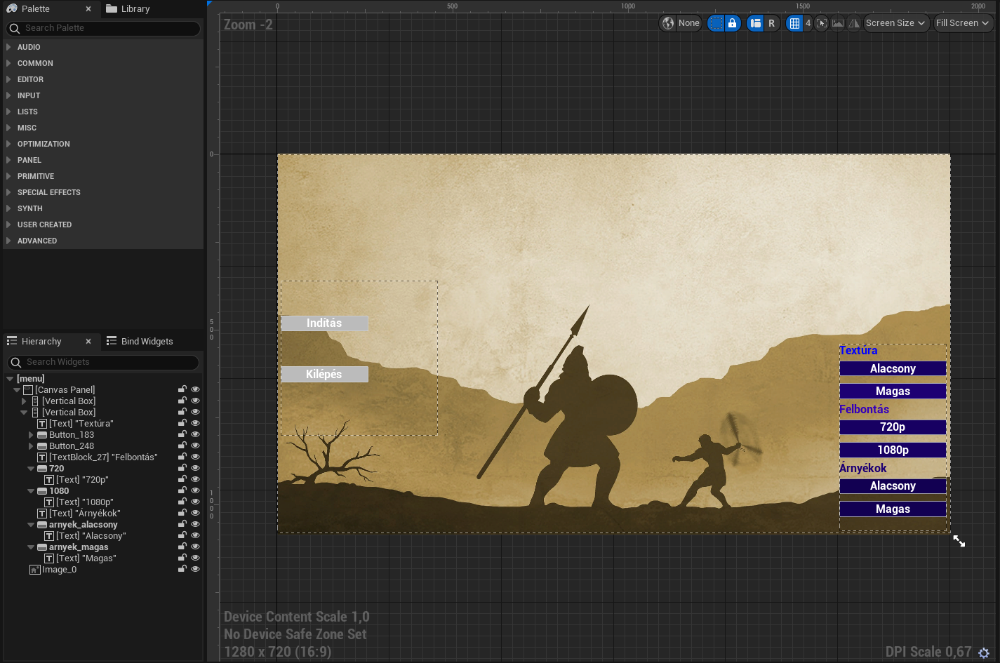 Palette
Library
Search Palette
AUDIO
COMMON
EDITOR
INPUT
LISTS
MISC
OPTIMIZATION
PANEL
PRIMITIVE
SPECIAL EFFECTS
SYNTH
USER CREATED
ADVANCED
Hierarchy
Bind Widgets
Search Widgets
[menu]
[Canvas Panel]
[Vertical Box]
[Vertical Box]
[Text] "Textúra"
Button_183
Button_248
[TextBlock_27] "Felbontás"
720
[Text] "720p"
1080
[Text] "1080p"
[Text] "Árnyékok"
arnyek_alacsony
[Text] "Alacsony"
arnyek_magas
[Text] "Magas"
Image_0
0 500 1000 1500 2000
Zoom -2
None R 4 Screen Size Fill Screen
0
500
1000
Indítás
Kilépés
Textúra
Alacsony
Magas
Felbontás
720p
1080p
Árnyékok
Alacsony
Magas
Device Content Scale 1,0
No Device Safe Zone Set
1280 x 720 (16:9)
DPI Scale 0,67